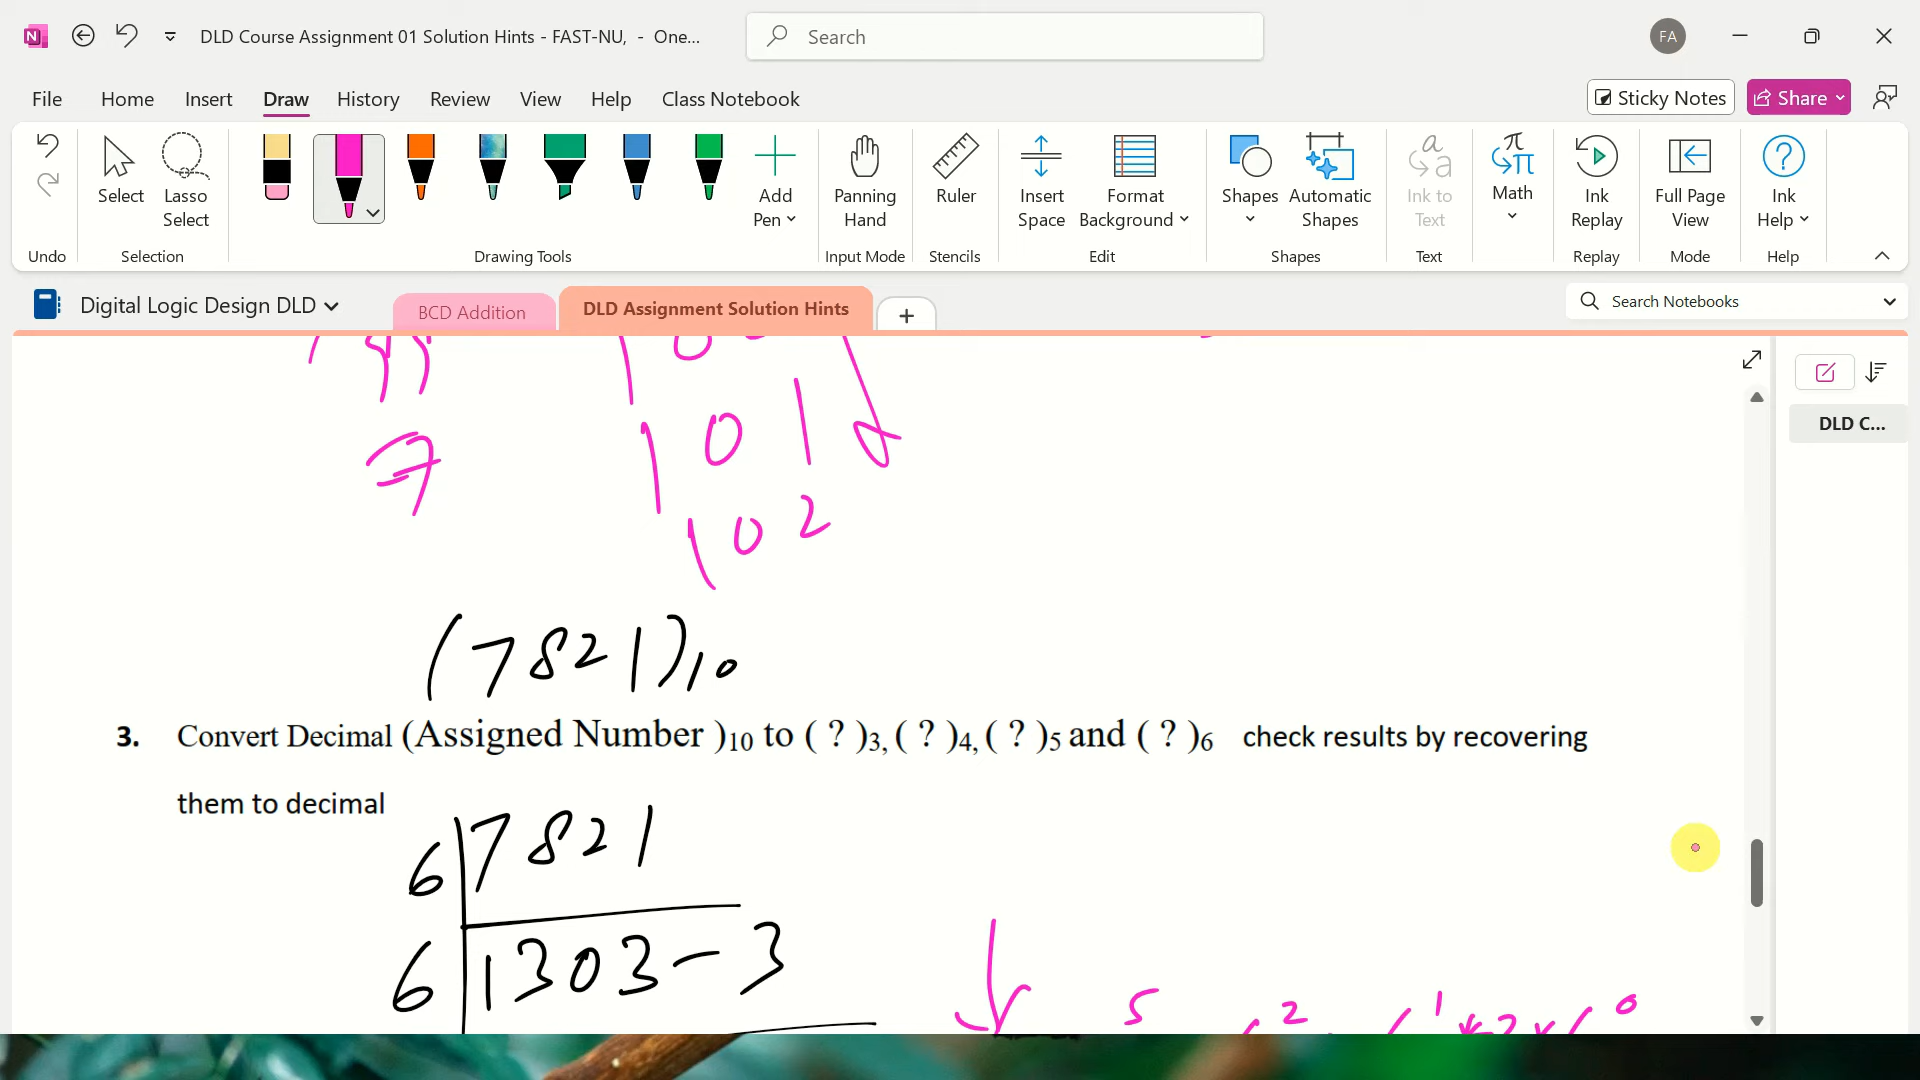 DLD Course Assignment 01 Solution Hints - FAST-NU, - One...
Search
FA
File Home Insert Draw History Review View Help Class Notebook
Sticky Notes
Share
Select
Lasso Select
Add Pen
Panning Hand
Ruler
Insert Space
Format Background
Shapes
Automatic Shapes
Ink to Text
Math
Ink Replay
Full Page View
Ink Help
Undo Selection Drawing Tools Input Mode Stencils Edit Shapes Text Replay Mode Help
Digital Logic Design DLD
BCD Addition
DLD Assignment Solution Hints
+
Search Notebooks
DLD C...
7
1 0 1
1 0 2
(7821)10
3. Convert Decimal (Assigned Number )10 to ( ? )3, ( ? )4, ( ? )5 and ( ? )6 check results by recovering
them to decimal
6 7821
6 1303 - 3
5 2 1 0